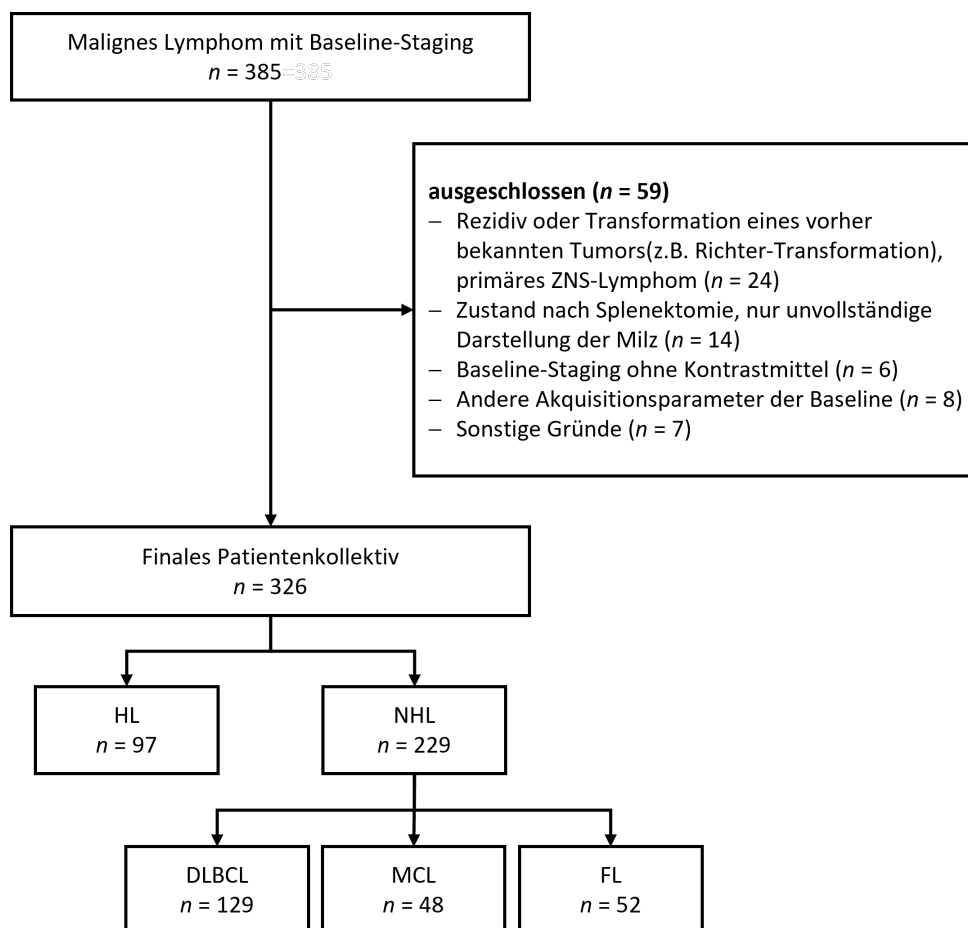 Malignes Lymphom mit Baseline-Staging
n = 385=385
ausgeschlossen (n = 59)
– Rezidiv oder Transformation eines vorher
bekannten Tumors(z.B. Richter-Transformation),
primäres ZNS-Lymphom (n = 24)
– Zustand nach Splenektomie, nur unvollständige
Darstellung der Milz (n = 14)
– Baseline-Staging ohne Kontrastmittel (n = 6)
– Andere Akquisitionsparameter der Baseline (n = 8)
– Sonstige Gründe (n = 7)
Finales Patientenkollektiv
n = 326
HL
n = 97
NHL
n = 229
DLBCL
n = 129
MCL
n = 48
FL
n = 52